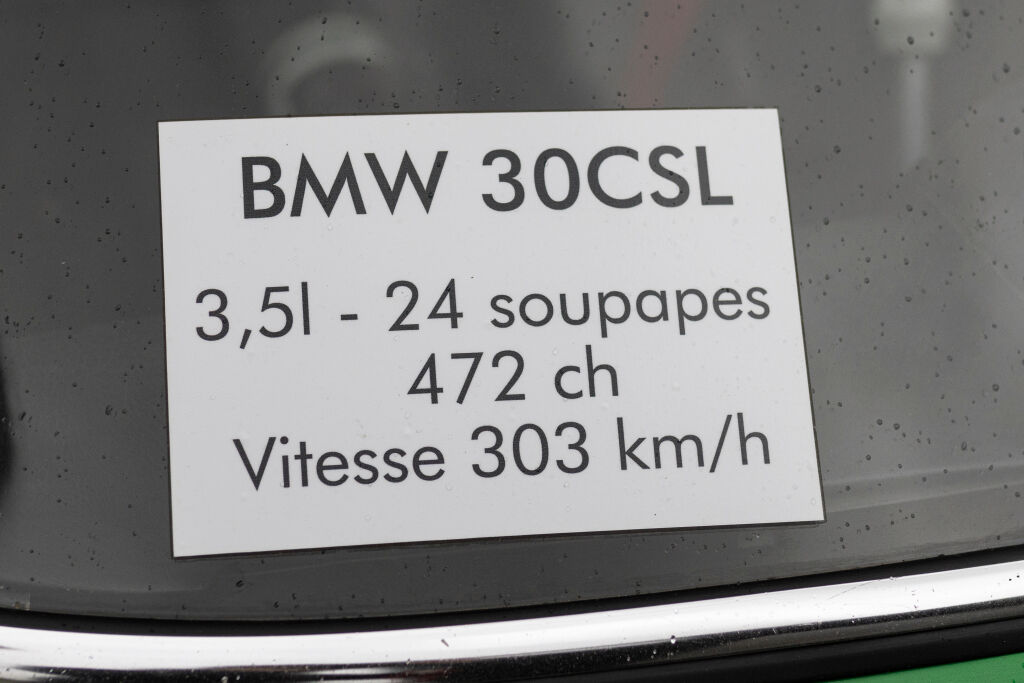 BMW 30CSL
3,5l - 24 soupapes
472 ch
Vitesse 303 km/h